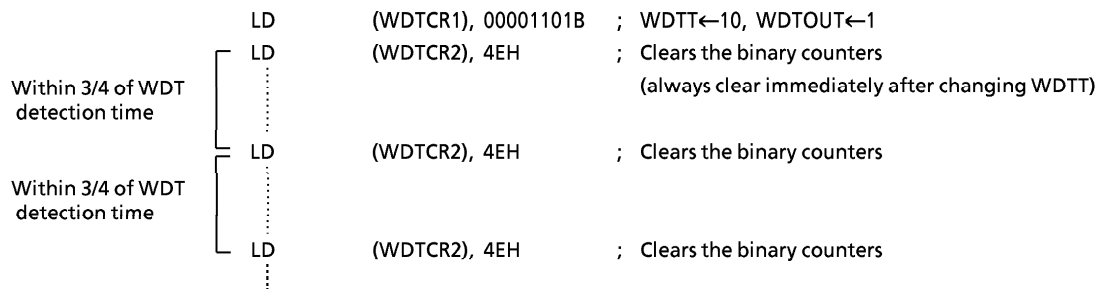 LD (WDTCR1), 00001101B ; WDTT←10, WDTOUT←1
LD (WDTCR2), 4EH ; Clears the binary counters
(always clear immediately after changing WDTT)
Within 3/4 of WDT
detection time
LD (WDTCR2), 4EH ; Clears the binary counters
Within 3/4 of WDT
detection time
LD (WDTCR2), 4EH ; Clears the binary counters